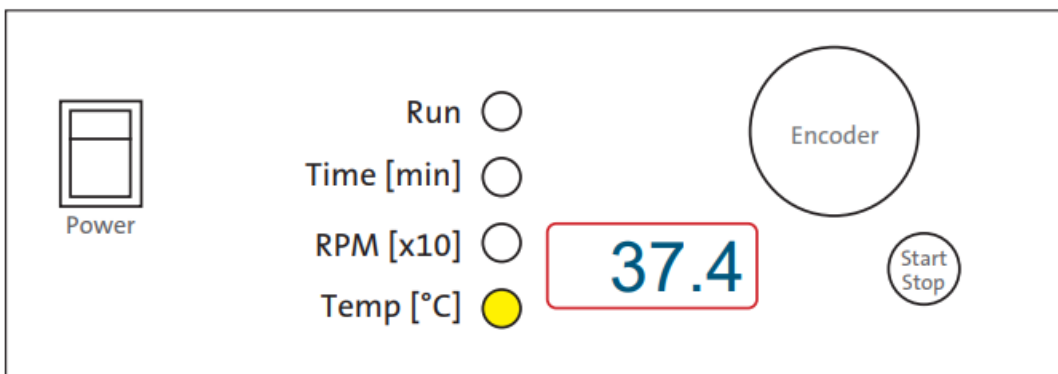 Run
Time [min]
RPM [x10]
Temp [°C]
37.4
Power
Encoder
Start
Stop